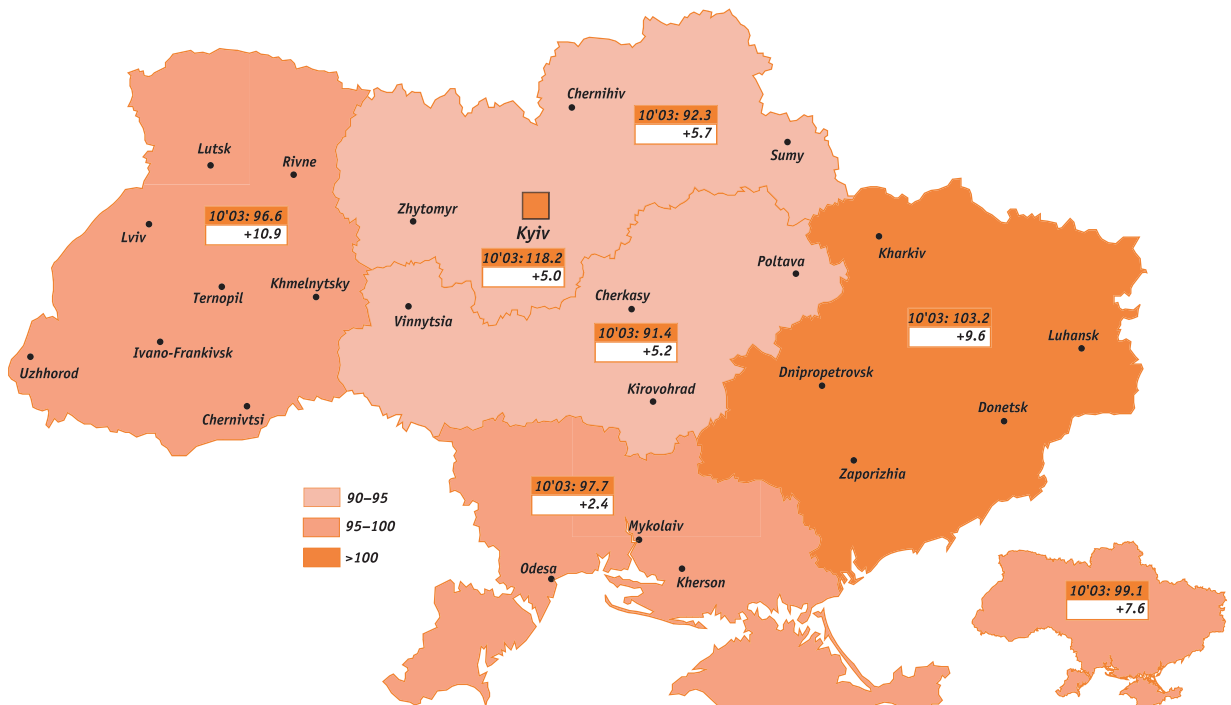 Chernihiv
10'03: 92.3
+5.7
Sumy
Lutsk
Rivne
10'03: 96.6
+10.9
Lviv
Zhytomyr
Kyiv
10'03: 118.2
+5.0
Kharkiv
Poltava
Khmelnytsky
Ternopil
Vinnytsia
Cherkasy
10'03: 91.4
+5.2
10'03: 103.2
+9.6
Luhansk
Uzhhorod
Ivano-Frankivsk
Dnipropetrovsk
Kirovohrad
Donetsk
Chernivtsi
Zaporizhia
10'03: 97.7
+2.4
90–95
95–100
>100
Mykolaiv
Odesa
Kherson
10'03: 99.1
+7.6